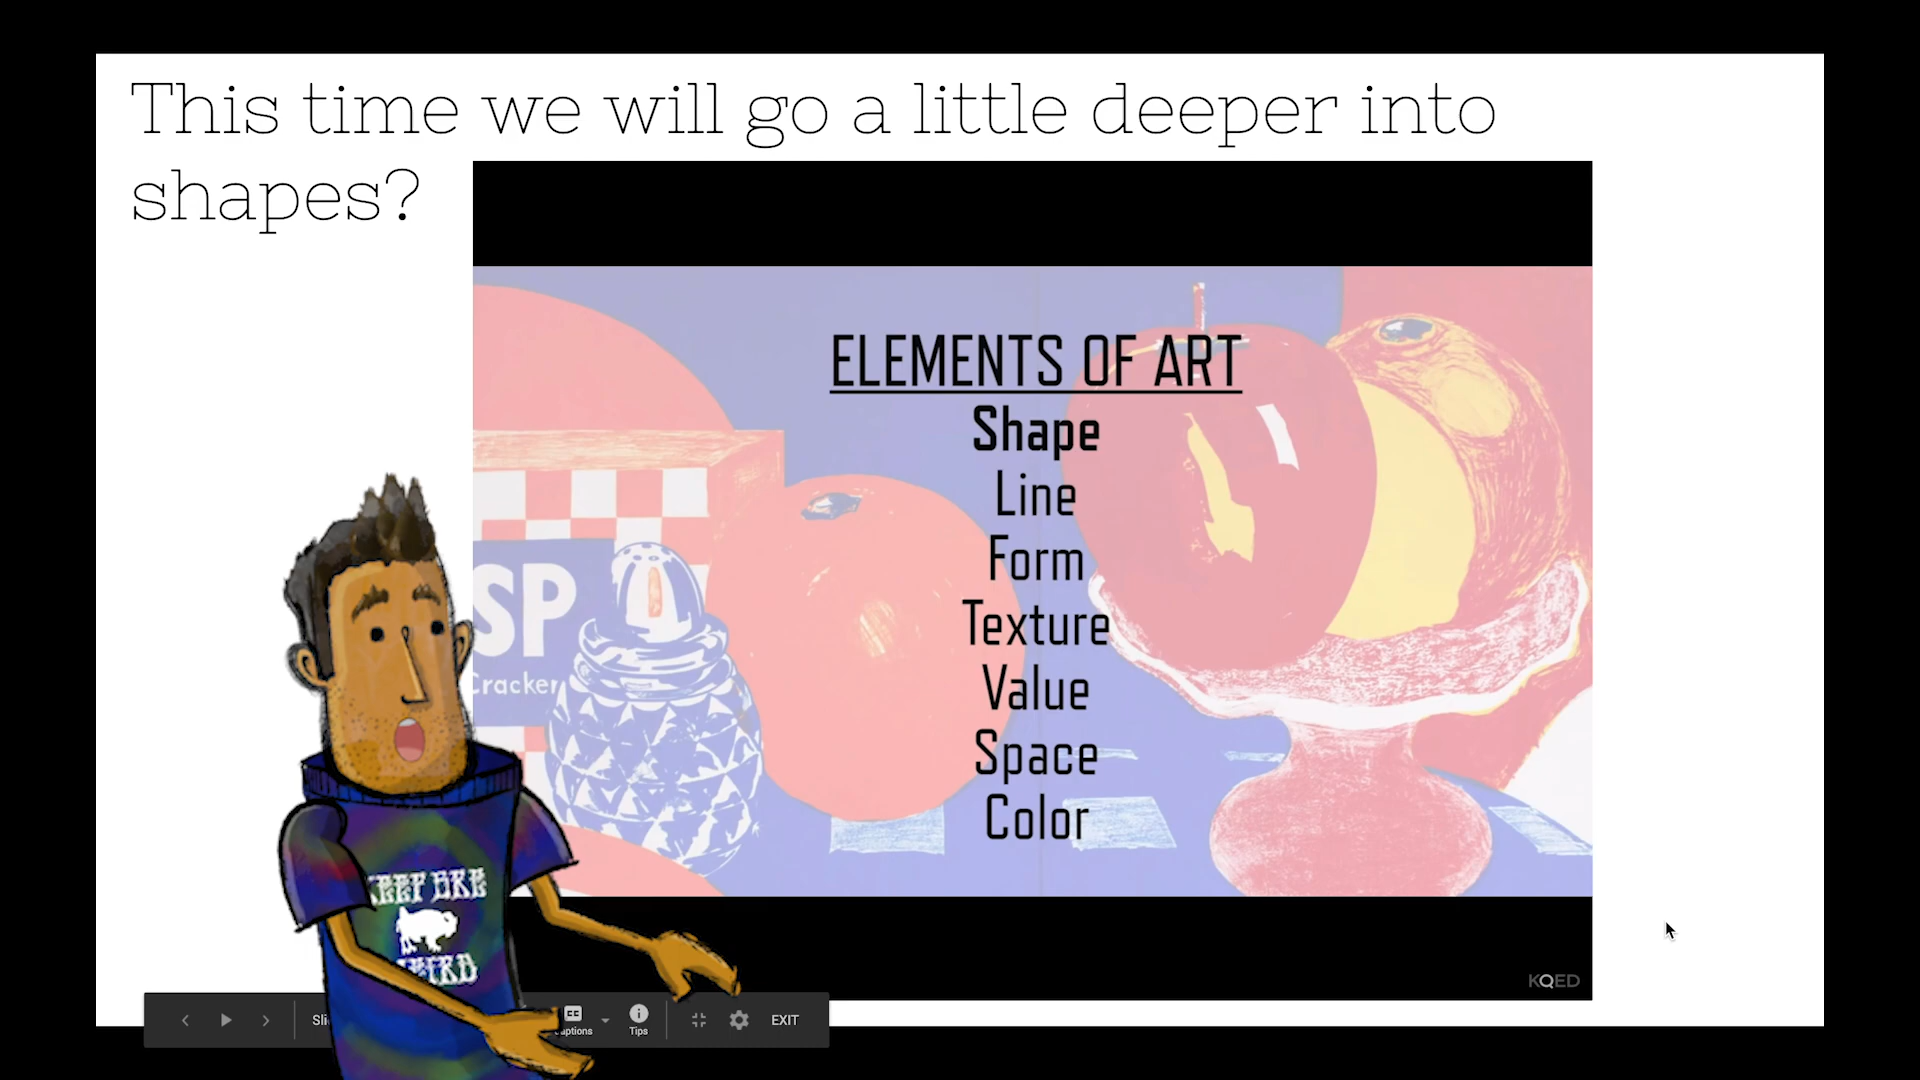 This time we will go a little deeper into
shapes?
ELEMENTS OF ART
Shape
Line
Form
Texture
Value
Space
Color
SP
Cracker
KQED
EXIT
Tips